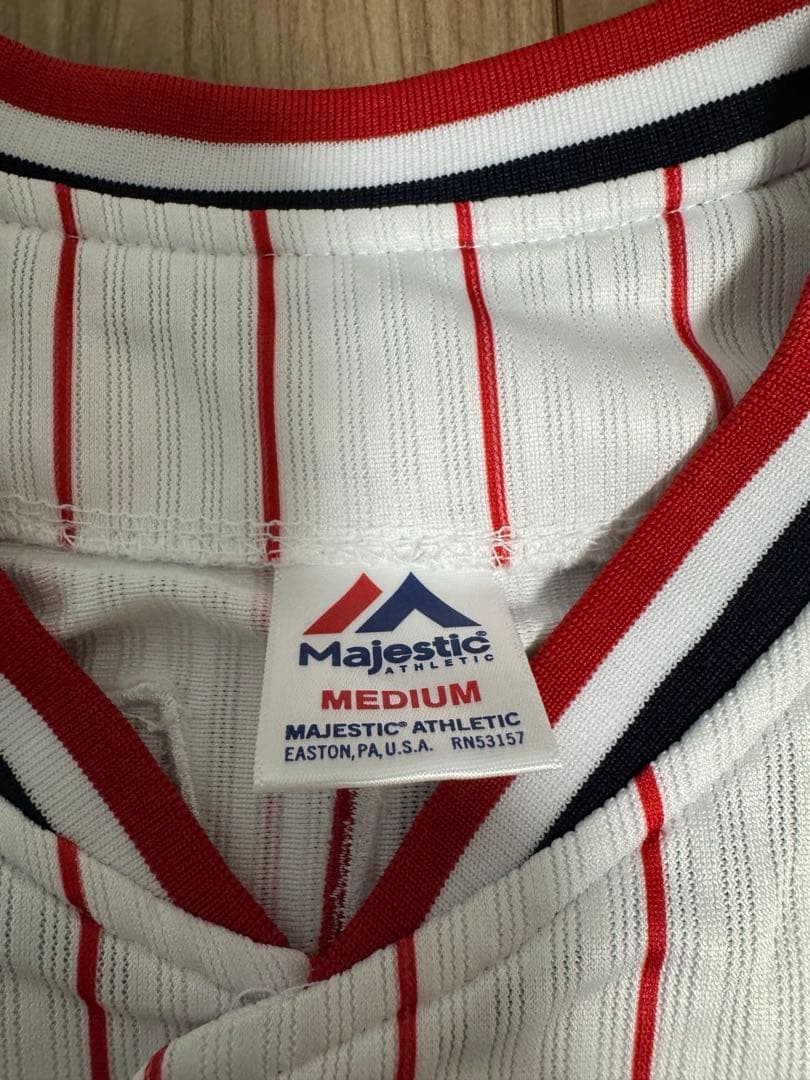 Majestic®
ATHLETIC
MEDIUM
MAJESTIC® ATHLETIC
EASTON, PA, U.S.A. RN53157